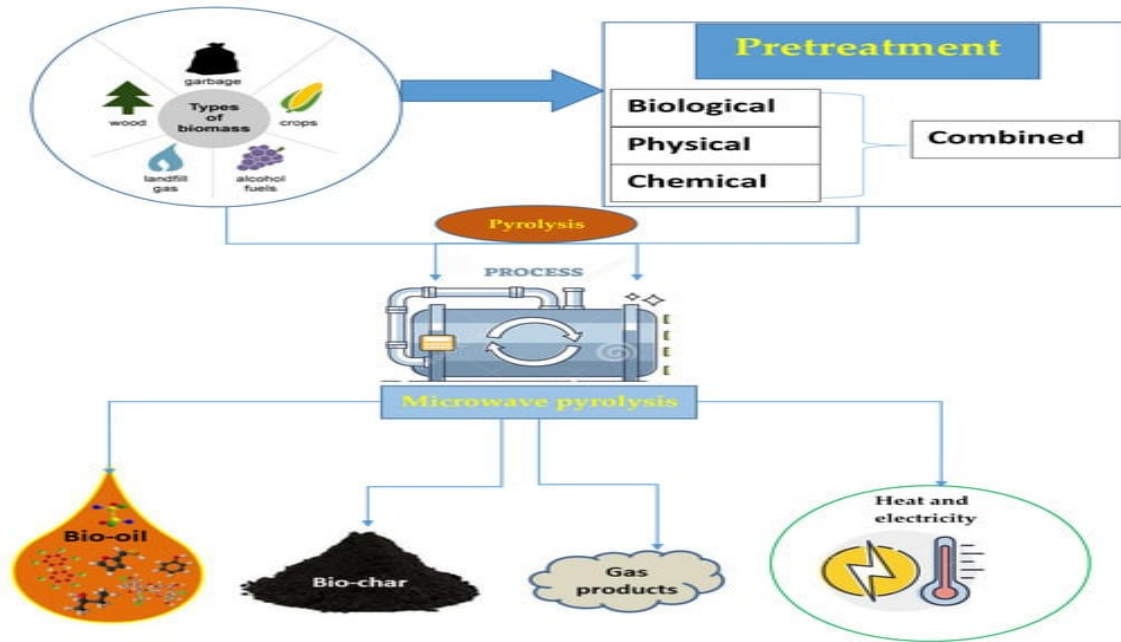 garbage
Types
of
biomass
wood
crops
landfill
gas
alcohol
fuels
Pretreatment
Biological
Physical
Chemical
Combined
Pyrolysis
PROCESS
Microwave pyrolysis
Bio-oil
Bio-char
Gas
products
Heat and
electricity